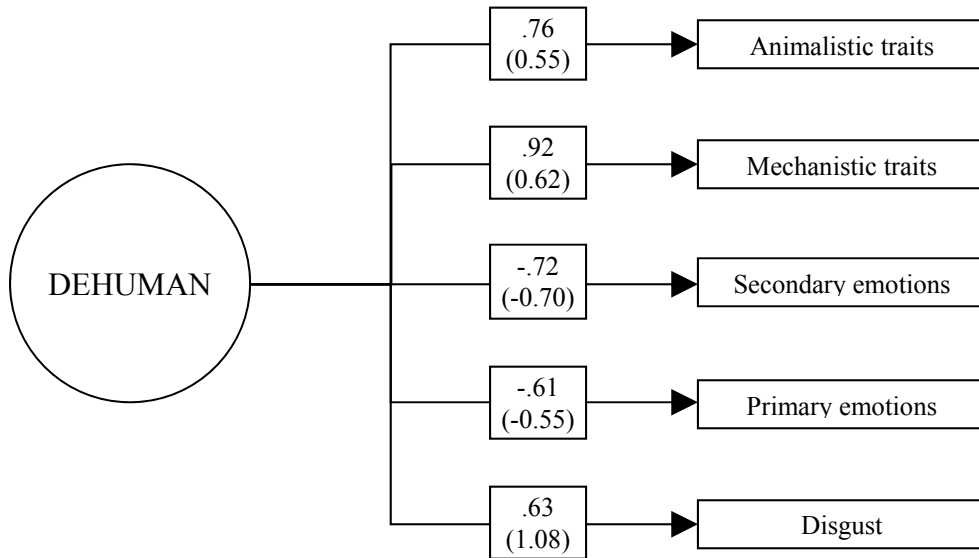 .76
(0.55)
Animalistic traits
.92
(0.62)
Mechanistic traits
DEHUMAN
-.72
(-0.70)
Secondary emotions
-.61
(-0.55)
Primary emotions
.63
(1.08)
Disgust